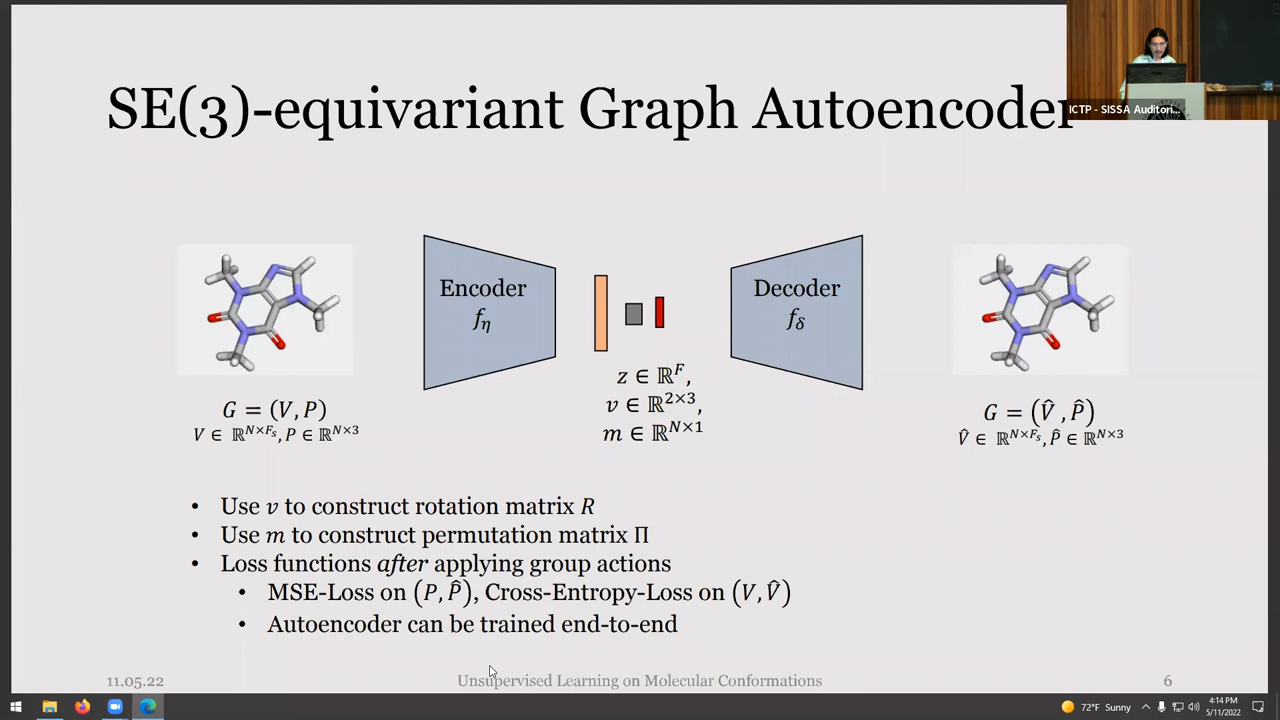 SE(3)-equivariant Graph Autoencoder
ICTP - SISSA Auditori...
Encoder
fη
Decoder
fδ
z ∈ ℝ^F,
v ∈ ℝ^{2×3},
m ∈ ℝ^{N×1}
G = (V, P)
V ∈ ℝ^{N×F_s}, P ∈ ℝ^{N×3}
G = (V̂ , P̂)
V̂ ∈ ℝ^{N×F_s}, P̂ ∈ ℝ^{N×3}
• Use v to construct rotation matrix R
• Use m to construct permutation matrix Π
• Loss functions after applying group actions
• MSE-Loss on (P, P̂), Cross-Entropy-Loss on (V, V̂)
• Autoencoder can be trained end-to-end
11.05.22
Unsupervised Learning on Molecular Conformations
6
72°F Sunny
4:14 PM
5/11/2022